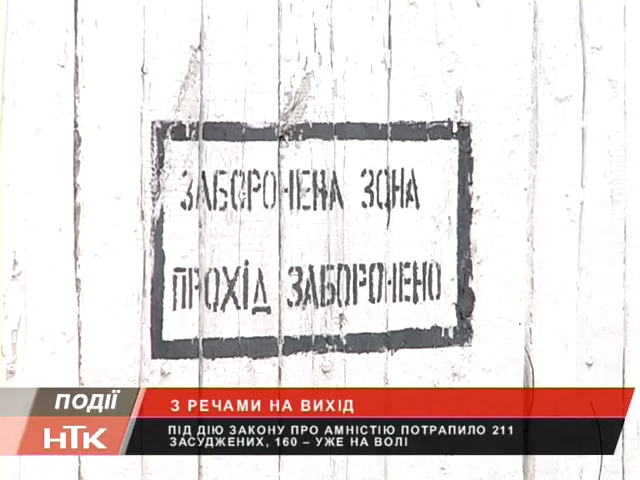 ЗАБОРОНЕНА ЗОНА
ПРОХІД ЗАБОРОНЕНО
ПОДІЇ
НТК
З РЕЧАМИ НА ВИХІД
ПІД ДІЮ ЗАКОНУ ПРО АМНІСТІЮ ПОТРАПИЛО 211
ЗАСУДЖЕНИХ, 160 – УЖЕ НА ВОЛІ